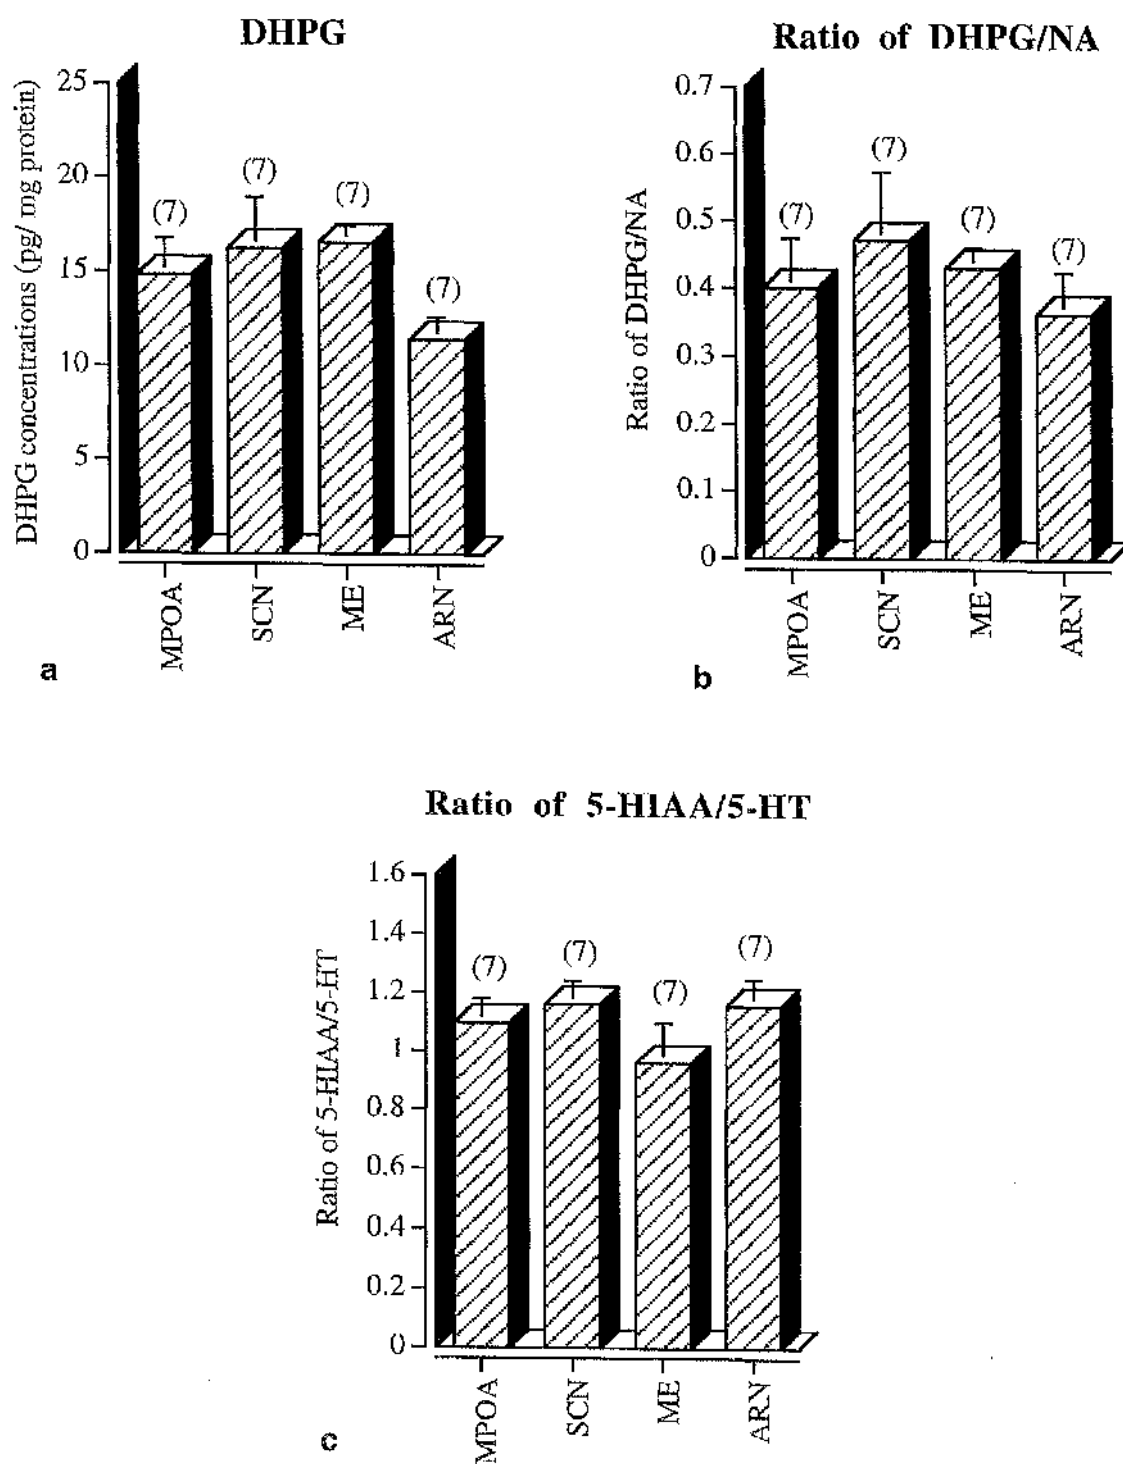 DHPG
DHPG concentrations (pg/ mg protein)
25
20
15
10
5
0
(7)
(7)
(7)
(7)
MPOA
SCN
ME
ARN
a
Ratio of DHPG/NA
Ratio of DHPG/NA
0.7
0.6
0.5
0.4
0.3
0.2
0.1
0
(7)
(7)
(7)
(7)
MPOA
SCN
ME
ARN
b
Ratio of 5-HIAA/5-HT
Ratio of 5-HIAA/5-HT
1.6
1.4
1.2
1
0.8
0.6
0.4
0.2
0
(7)
(7)
(7)
(7)
MPOA
SCN
ME
ARN
c